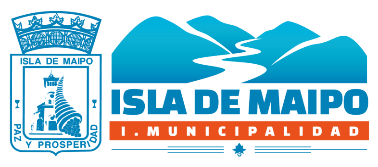 ISLA DE MAIPO
PAZ Y PROSPERIDAD
ISLA DE MAIPO
I. MUNICIPALIDAD